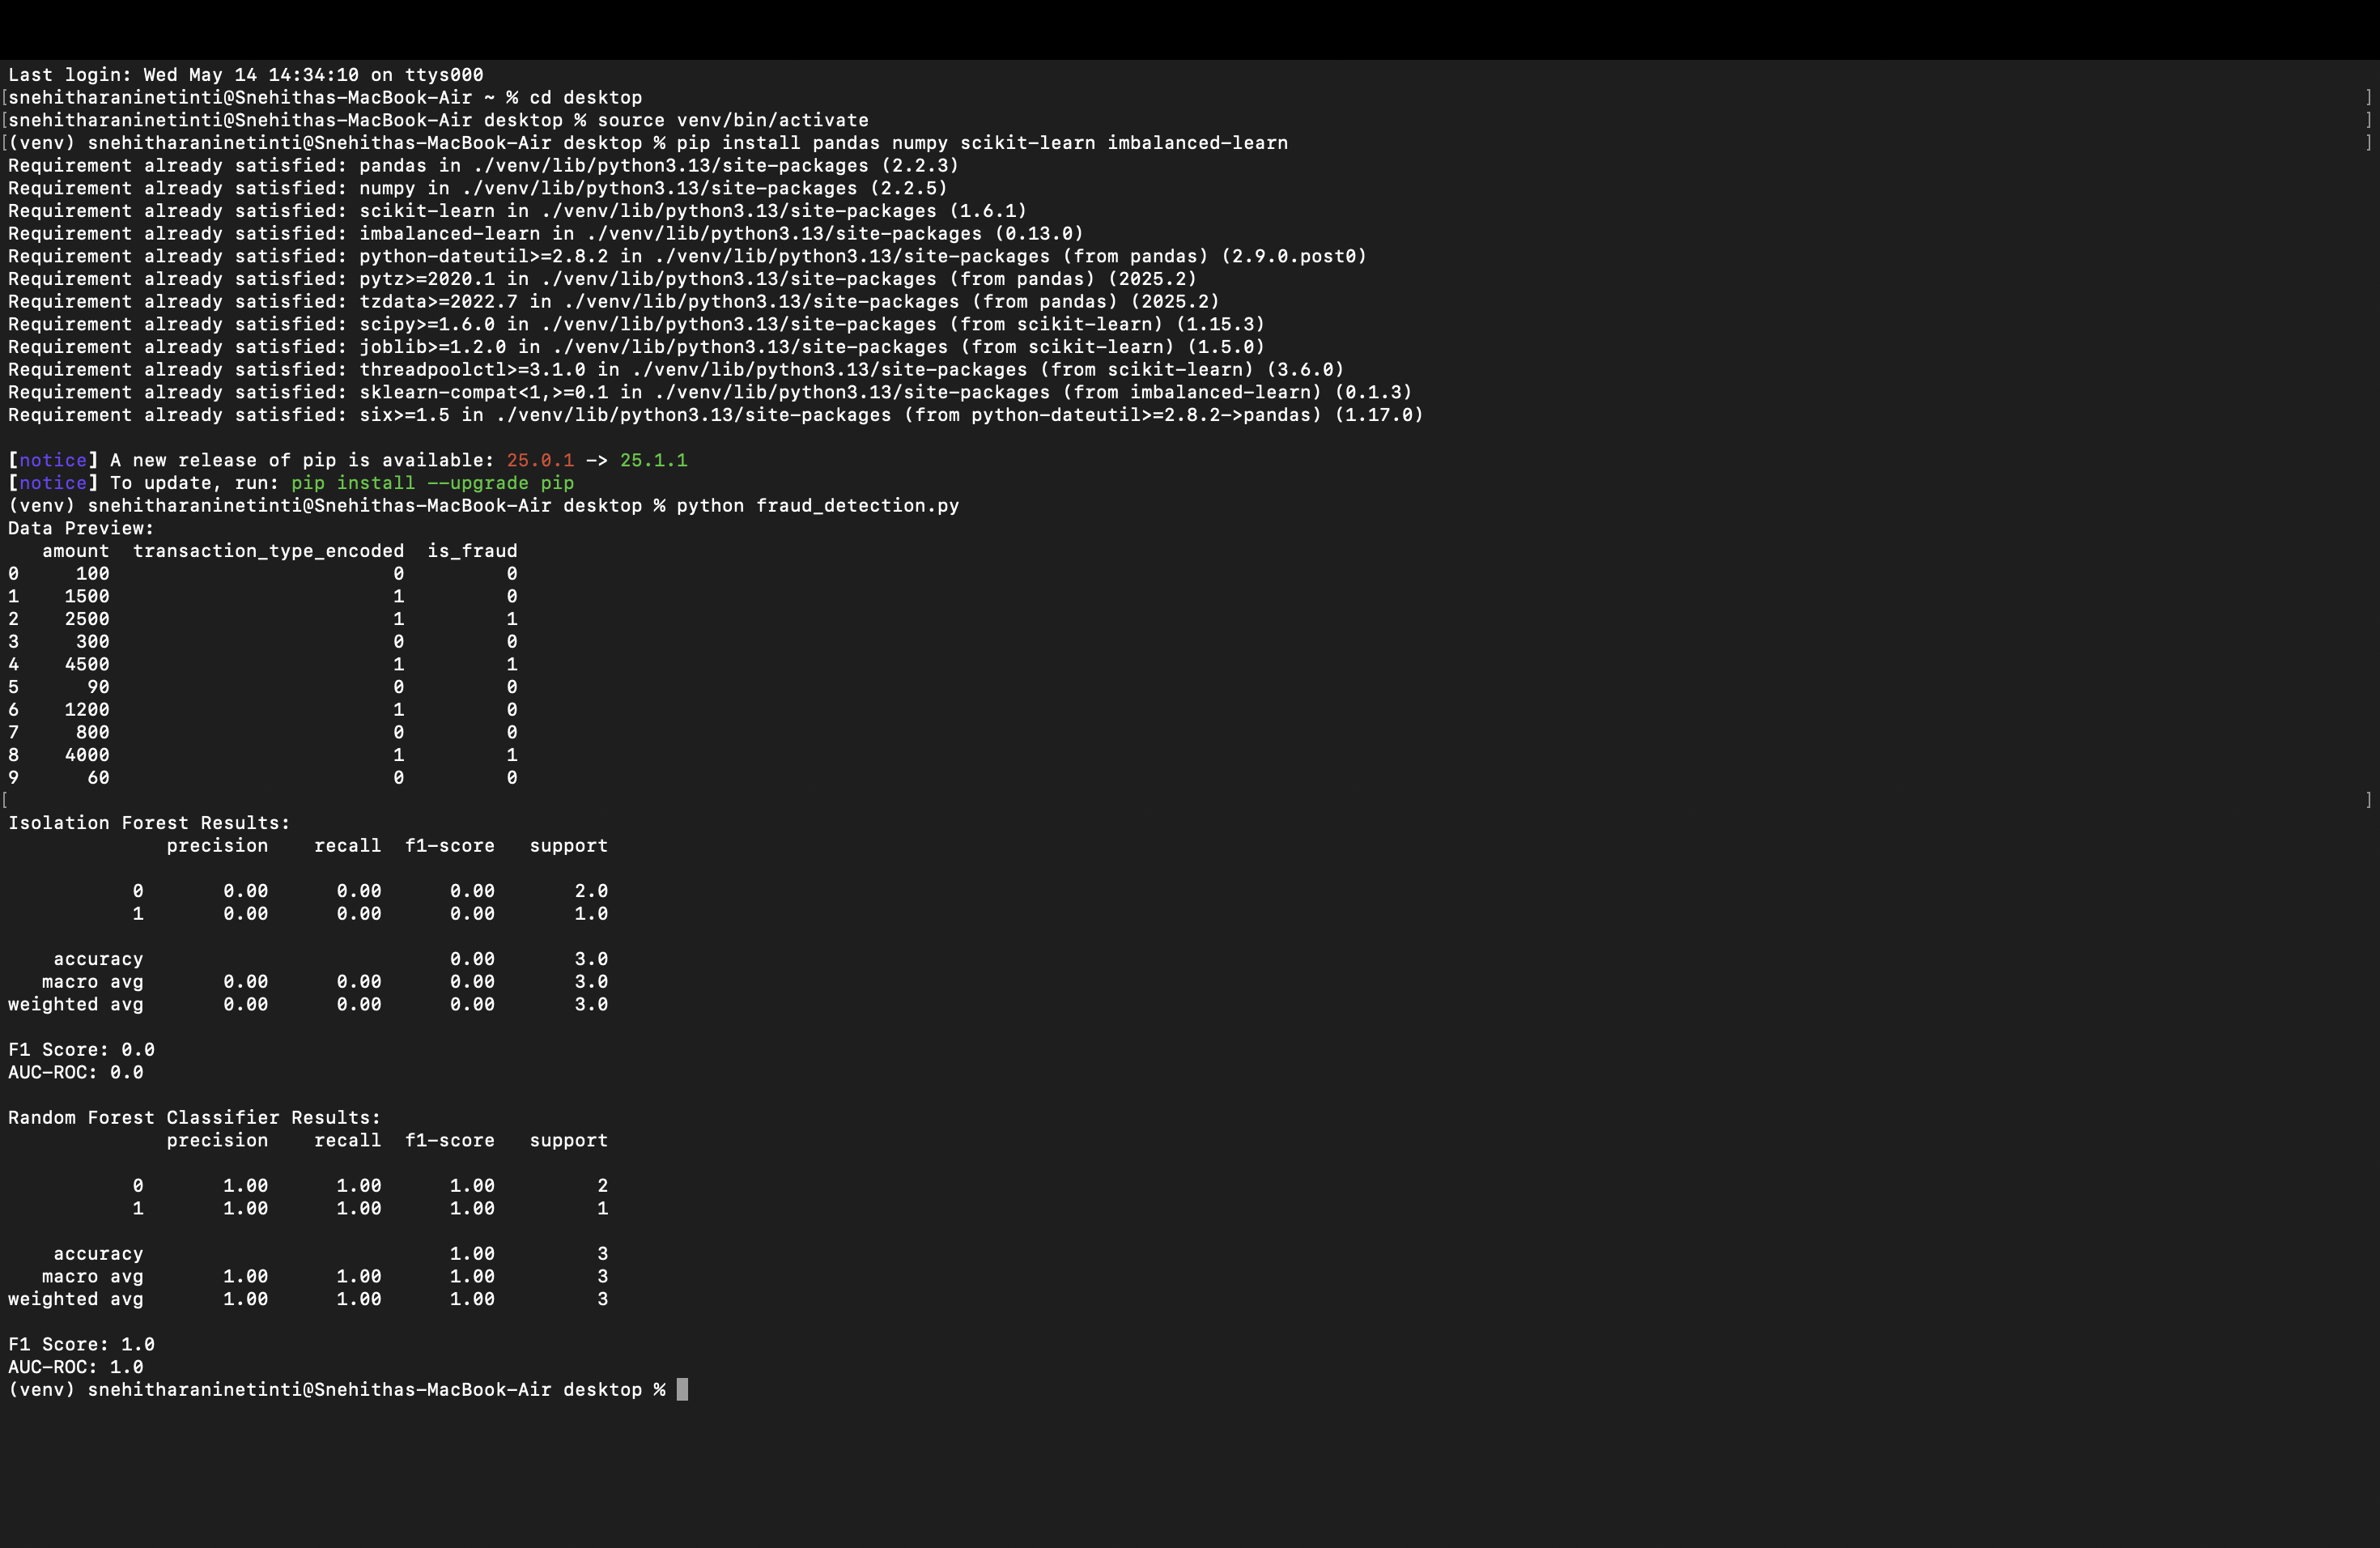 Last login: Wed May 14 14:34:10 on ttys000
[snehitharaninetinti@Snehithas-MacBook-Air ~ % cd desktop ]
[snehitharaninetinti@Snehithas-MacBook-Air desktop % source venv/bin/activate ]
[(venv) snehitharaninetinti@Snehithas-MacBook-Air desktop % pip install pandas numpy scikit-learn imbalanced-learn ]
Requirement already satisfied: pandas in ./venv/lib/python3.13/site-packages (2.2.3)
Requirement already satisfied: numpy in ./venv/lib/python3.13/site-packages (2.2.5)
Requirement already satisfied: scikit-learn in ./venv/lib/python3.13/site-packages (1.6.1)
Requirement already satisfied: imbalanced-learn in ./venv/lib/python3.13/site-packages (0.13.0)
Requirement already satisfied: python-dateutil>=2.8.2 in ./venv/lib/python3.13/site-packages (from pandas) (2.9.0.post0)
Requirement already satisfied: pytz>=2020.1 in ./venv/lib/python3.13/site-packages (from pandas) (2025.2)
Requirement already satisfied: tzdata>=2022.7 in ./venv/lib/python3.13/site-packages (from pandas) (2025.2)
Requirement already satisfied: scipy>=1.6.0 in ./venv/lib/python3.13/site-packages (from scikit-learn) (1.15.3)
Requirement already satisfied: joblib>=1.2.0 in ./venv/lib/python3.13/site-packages (from scikit-learn) (1.5.0)
Requirement already satisfied: threadpoolctl>=3.1.0 in ./venv/lib/python3.13/site-packages (from scikit-learn) (3.6.0)
Requirement already satisfied: sklearn-compat<1,>=0.1 in ./venv/lib/python3.13/site-packages (from imbalanced-learn) (0.1.3)
Requirement already satisfied: six>=1.5 in ./venv/lib/python3.13/site-packages (from python-dateutil>=2.8.2->pandas) (1.17.0)

[notice] A new release of pip is available: 25.0.1 -> 25.1.1
[notice] To update, run: pip install --upgrade pip
(venv) snehitharaninetinti@Snehithas-MacBook-Air desktop % python fraud_detection.py
Data Preview:
   amount  transaction_type_encoded  is_fraud
0     100                         0         0
1    1500                         1         0
2    2500                         1         1
3     300                         0         0
4    4500                         1         1
5      90                         0         0
6    1200                         1         0
7     800                         0         0
8    4000                         1         1
9      60                         0         0
[ ]
Isolation Forest Results:
              precision    recall  f1-score   support

           0       0.00      0.00      0.00       2.0
           1       0.00      0.00      0.00       1.0

    accuracy                           0.00       3.0
   macro avg       0.00      0.00      0.00       3.0
weighted avg       0.00      0.00      0.00       3.0

F1 Score: 0.0
AUC-ROC: 0.0

Random Forest Classifier Results:
              precision    recall  f1-score   support

           0       1.00      1.00      1.00         2
           1       1.00      1.00      1.00         1

    accuracy                           1.00         3
   macro avg       1.00      1.00      1.00         3
weighted avg       1.00      1.00      1.00         3

F1 Score: 1.0
AUC-ROC: 1.0
(venv) snehitharaninetinti@Snehithas-MacBook-Air desktop %